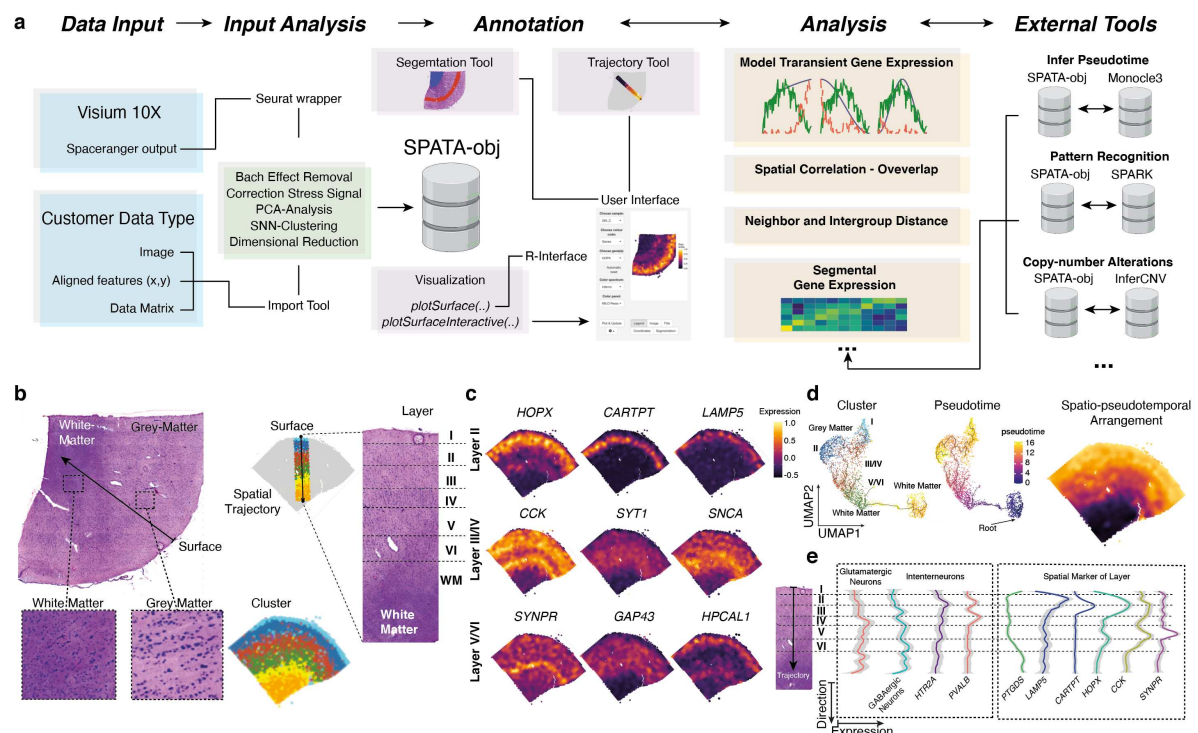 a
Data Input
Input Analysis
Annotation
Analysis
External Tools
Visium 10X
Spaceranger output
Customer Data Type
Image
Aligned features (x,y)
Data Matrix
Seurat wrapper
Bach Effect Removal
Correction Stress Signal
PCA-Analysis
SNN-Clustering
Dimensional Reduction
Import Tool
Segemtation Tool
Trajectory Tool
SPATA-obj
User Interface
R-Interface
Visualization
plotSurface(..)
plotSurfaceInteractive(..)
Model Traransient Gene Expression
Spatial Correlation - Oveverlap
Neighbor and Intergroup Distance
Segmental
Gene Expression
...
Infer Pseudotime
SPATA-obj
Monocle3
Pattern Recognition
SPATA-obj
SPARK
Copy-number Alterations
SPATA-obj
InferCNV
...
b
White-
Matter
Grey-Matter
Surface
White-Matter
Grey-Matter
Surface
Spatial
Trajectory
Cluster
Layer
I
II
III
IV
V
VI
WM
White
Matter
c
HOPX
CARTPT
LAMP5
Expression
1.0
0.5
0.0
-0.5
Layer II
CCK
SYT1
SNCA
Layer III/IV
SYNPR
GAP43
HPCAL1
Layer V/VI
d
Cluster
Grey Matter
I
II
III/IV
V/VI
White Matter
White Matter
UMAP2
UMAP1
Pseudotime
pseudotime
16
12
8
4
0
Root
Spatio-pseudotemporal
Arrangement
e
Glutamatergic
Neurons
Intenterneurons
Spatial Marker of Layer
I
II
III
IV
V
VI
Trajectory
GABAergic
Neurons
HTR2A
PVALB
PTGDS
LAMP5
CARTPT
HOPX
CCK
SYNPR
Direction
Expression